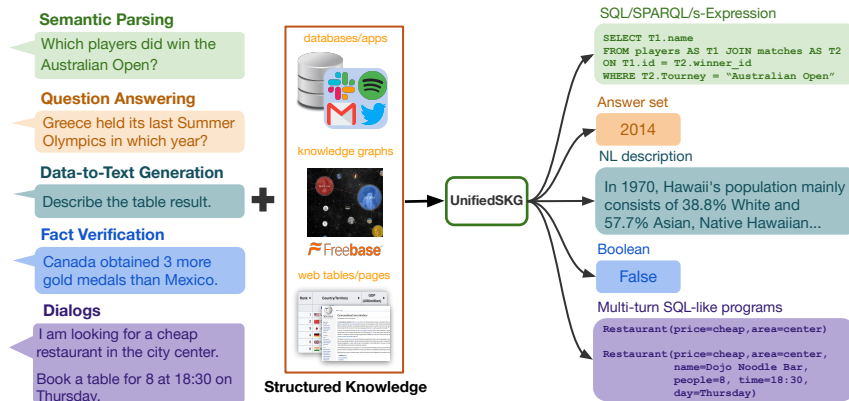 Semantic Parsing
Which players did win the
Australian Open?
Question Answering
Greece held its last Summer
Olympics in which year?
Data-to-Text Generation
Describe the table result.
Fact Verification
Canada obtained 3 more
gold medals than Mexico.
Dialogs
I am looking for a cheap
restaurant in the city center.
Book a table for 8 at 18:30 on
Thursday.
+
databases/apps
knowledge graphs
Freebase
web tables/pages
Rank
Country/Territory
Structured Knowledge
UnifiedSKG
SQL/SPARQL/s-Expression
SELECT T1.name
FROM players AS T1 JOIN matches AS T2
ON T1.id = T2.winner_id
WHERE T2.Tourney = “Australian Open”
Answer set
2014
NL description
In 1970, Hawaii's population mainly
consists of 38.8% White and
57.7% Asian, Native Hawaiian...
Boolean
False
Multi-turn SQL-like programs
Restaurant(price=cheap,area=center)
Restaurant(price=cheap,area=center,
name=Dojo Noodle Bar,
people=8, time=18:30,
day=Thursday)